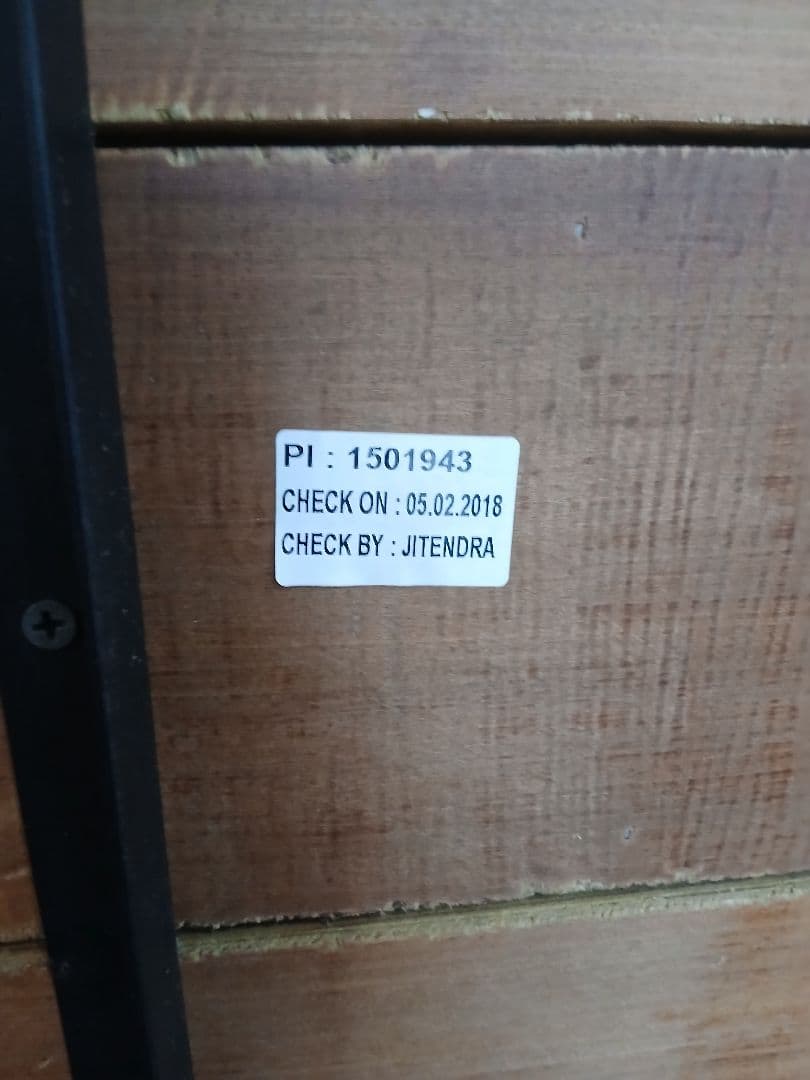 PI : 1501943
CHECK ON : 05.02.2018
CHECK BY : JITENDRA